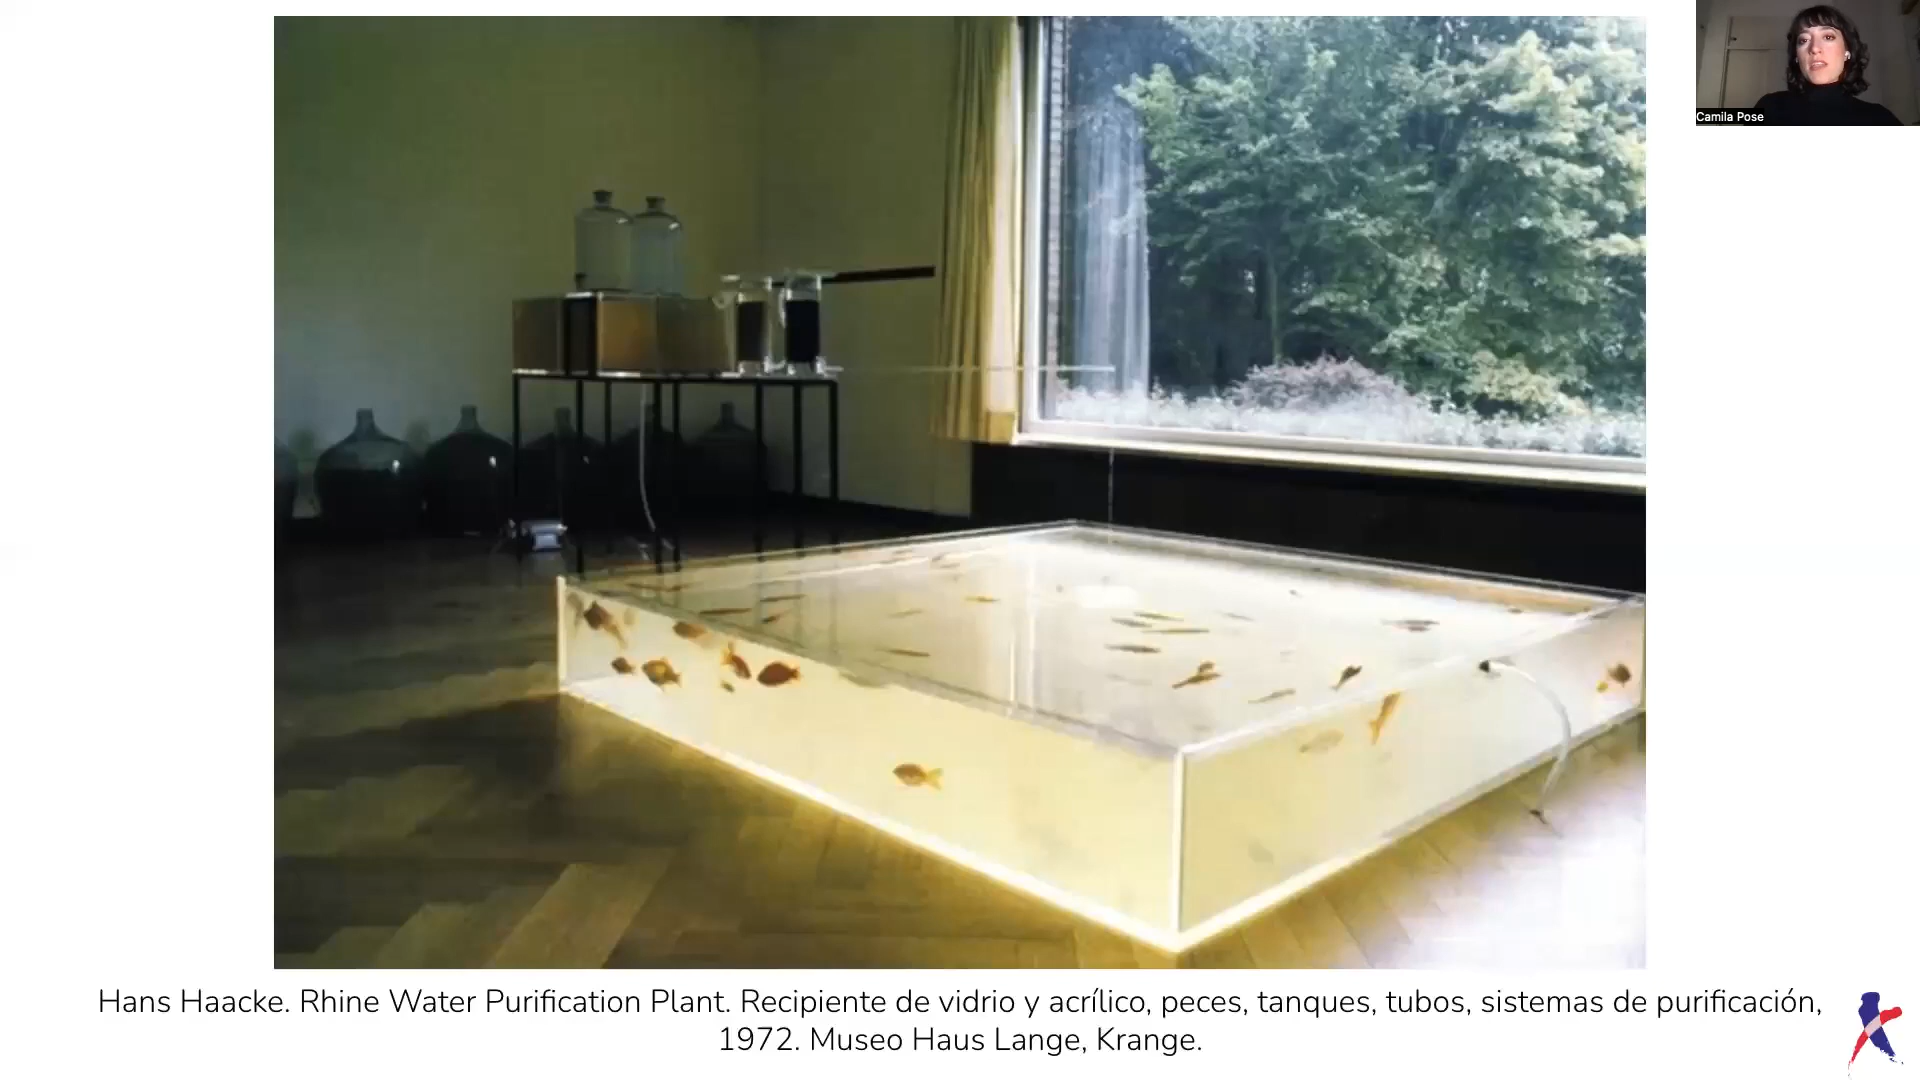 Camila Pose
Hans Haacke. Rhine Water Purification Plant. Recipiente de vidrio y acrílico, peces, tanques, tubos, sistemas de purificación,
1972. Museo Haus Lange, Krange.